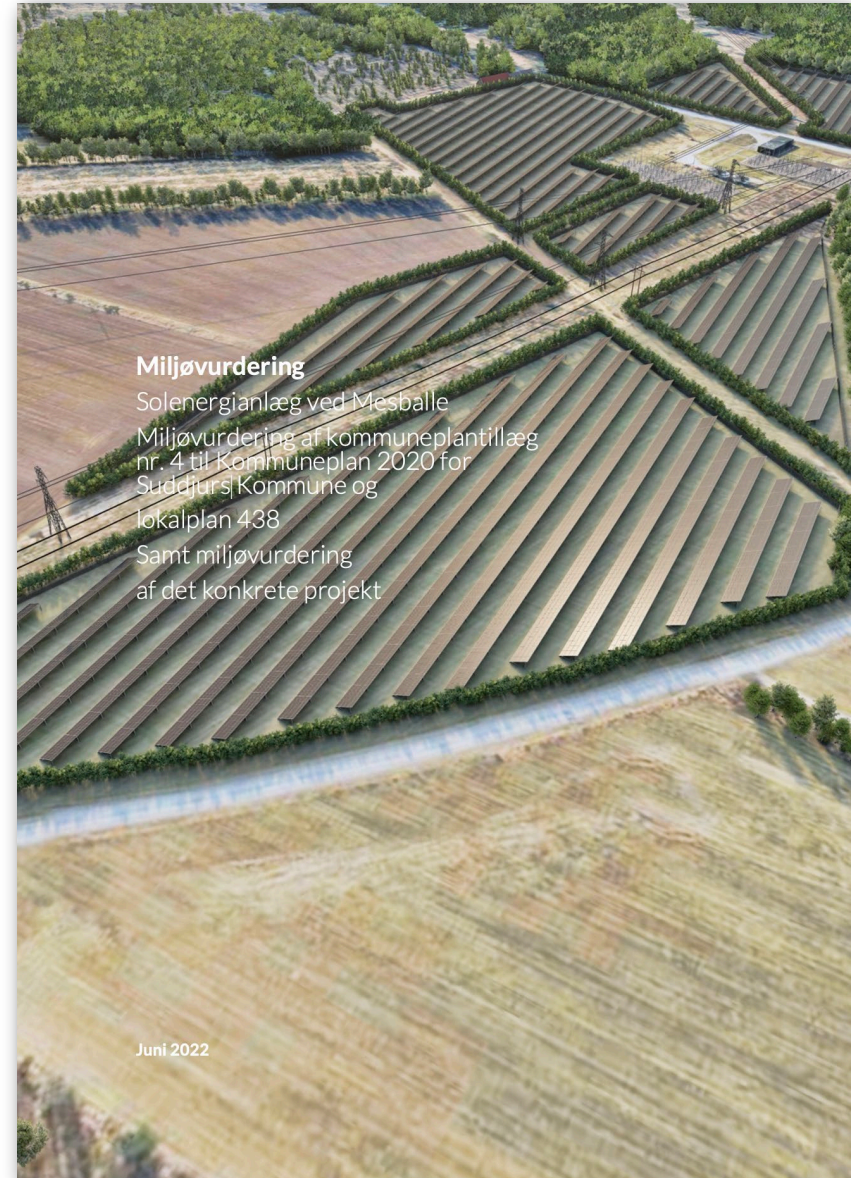 Miljøvurdering
Solenergianlæg ved Mesballe
Miljøvurdering af kommuneplantillæg
nr. 4 til Kommuneplan 2020 for
Suddjurs Kommune og
lokalplan 438
Samt miljøvurdering
af det konkrete projekt
Juni 2022